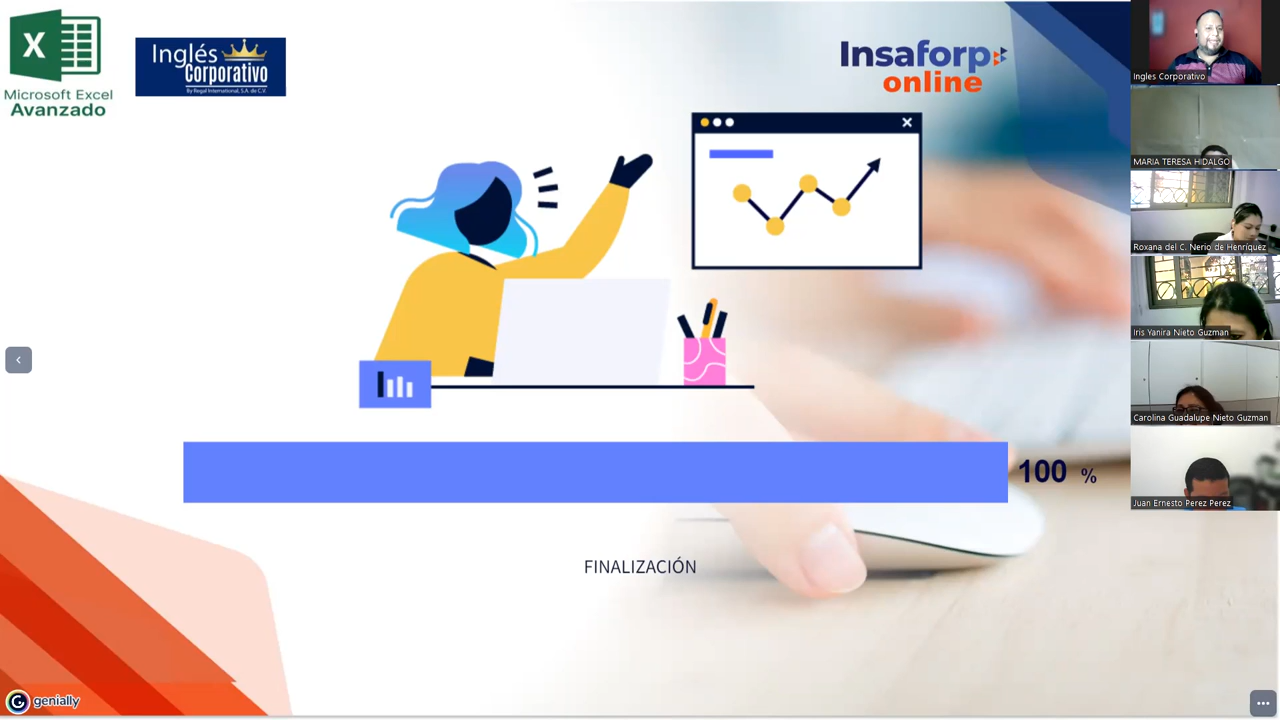 X
Microsoft Excel
Avanzado
Inglés
Corporativo
By Regal International, S.A. de C.V.
Insaforp
online
100 %
FINALIZACIÓN
genially
Ingles Corporativo
MARIA TERESA HIDALGO
Roxana del C. Nerio de Henríquez
Iris Yanira Nieto Guzman
Carolina Guadalupe Nieto Guzman
Juan Ernesto Perez Perez